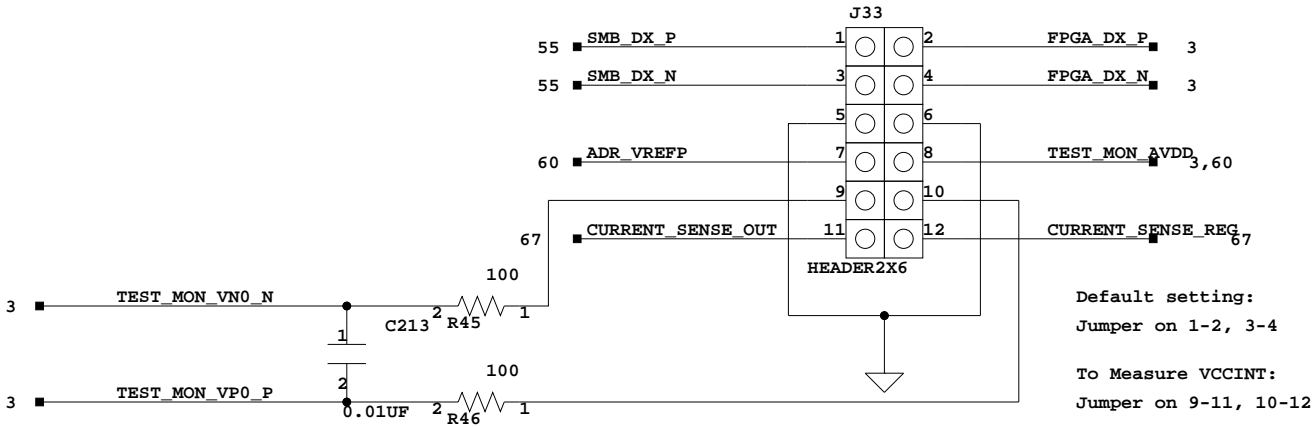 J33
55 SMB_DX_P 1 2 FPGA_DX_P 3
55 SMB_DX_N 3 4 FPGA_DX_N 3
5 6
60 ADR_VREFP 7 8 TEST_MON_AVDD 3,60
9 10
67 CURRENT_SENSE_OUT 11 12 CURRENT_SENSE_REG 67
HEADER2X6
100
3 TEST_MON_VN0_N 2 R45 1
C213
1
2
0.01UF
100
3 TEST_MON_VP0_P 2 R46 1
Default setting:
Jumper on 1-2, 3-4
To Measure VCCINT:
Jumper on 9-11, 10-12